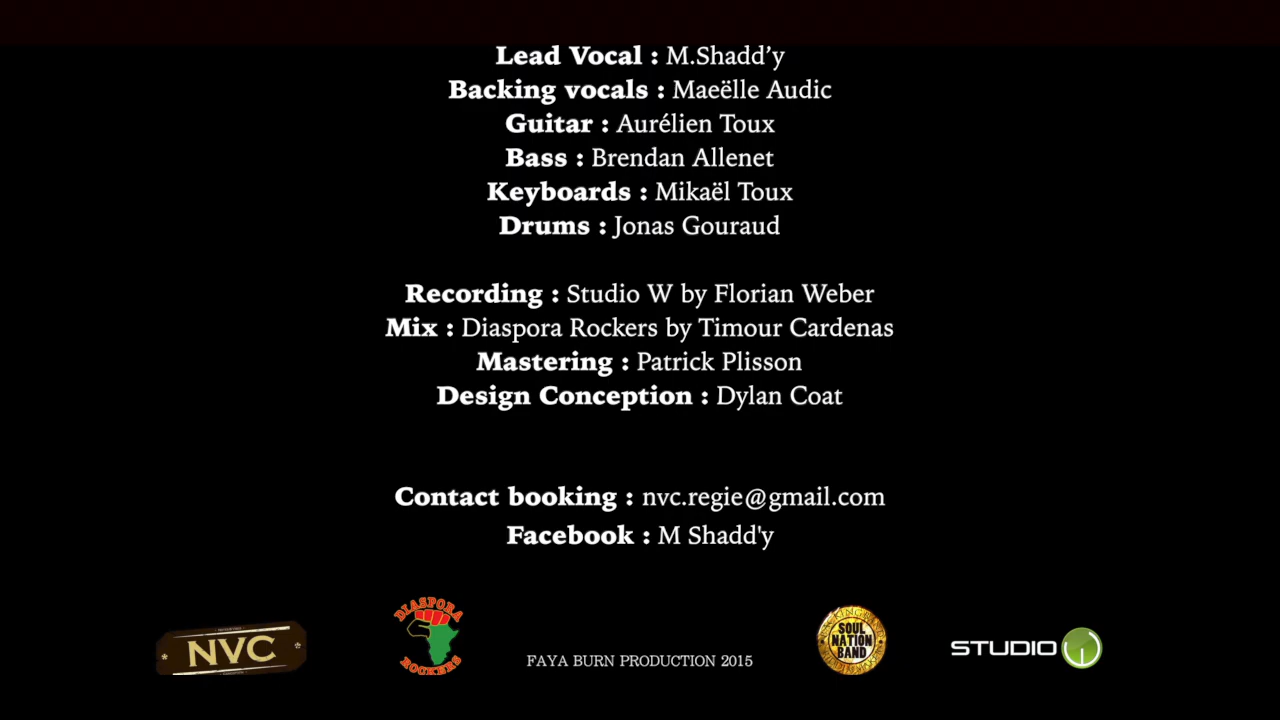 Lead Vocal : M.Shadd’y
Backing vocals : Maeëlle Audic
Guitar : Aurélien Toux
Bass : Brendan Allenet
Keyboards : Mikaël Toux
Drums : Jonas Gouraud
Recording : Studio W by Florian Weber
Mix : Diaspora Rockers by Timour Cardenas
Mastering : Patrick Plisson
Design Conception : Dylan Coat
Contact booking : nvc.regie@gmail.com
Facebook : M Shadd'y
NVC
DIASPORA
ROCKERS
FAYA BURN PRODUCTION 2015
SOUL
NATION
BAND
STUDIO W